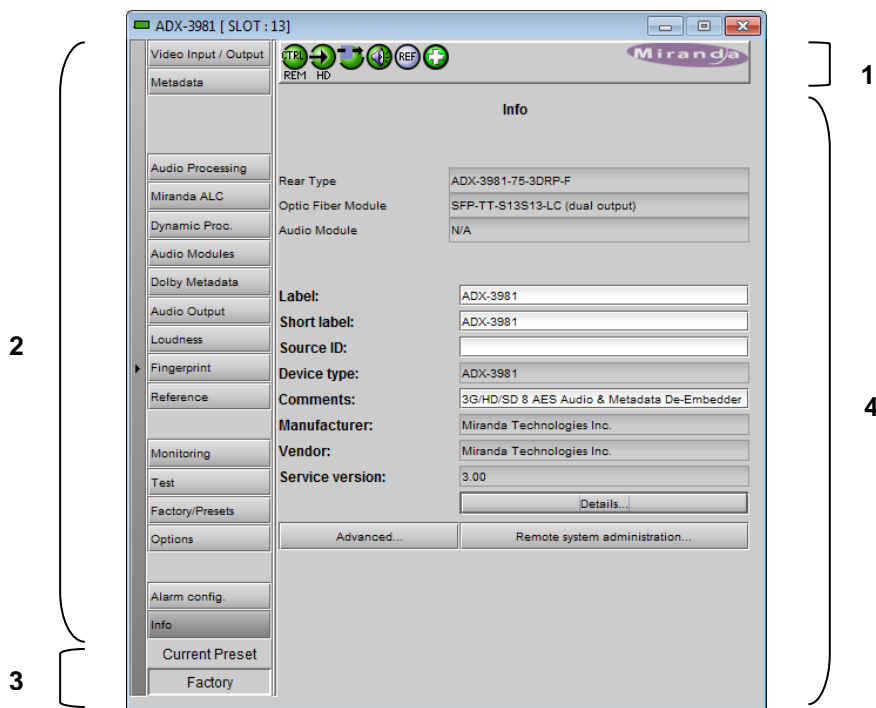 ADX-3981 [ SLOT : 13]
CTRL
REM
HD
REF
Miranda
1
Video Input / Output
Metadata
Audio Processing
Miranda ALC
Dynamic Proc.
Audio Modules
Dolby Metadata
Audio Output
Loudness
Fingerprint
Reference
Monitoring
Test
Factory/Presets
Options
Alarm config.
Info
2
Current Preset
Factory
3
Info
Rear Type ADX-3981-75-3DRP-F
Optic Fiber Module SFP-TT-S13S13-LC (dual output)
Audio Module N/A
Label: ADX-3981
Short label: ADX-3981
Source ID:
Device type: ADX-3981
Comments: 3G/HD/SD 8 AES Audio & Metadata De-Embedder
Manufacturer: Miranda Technologies Inc.
Vendor: Miranda Technologies Inc.
Service version: 3.00
Details...
Advanced... Remote system administration...
4